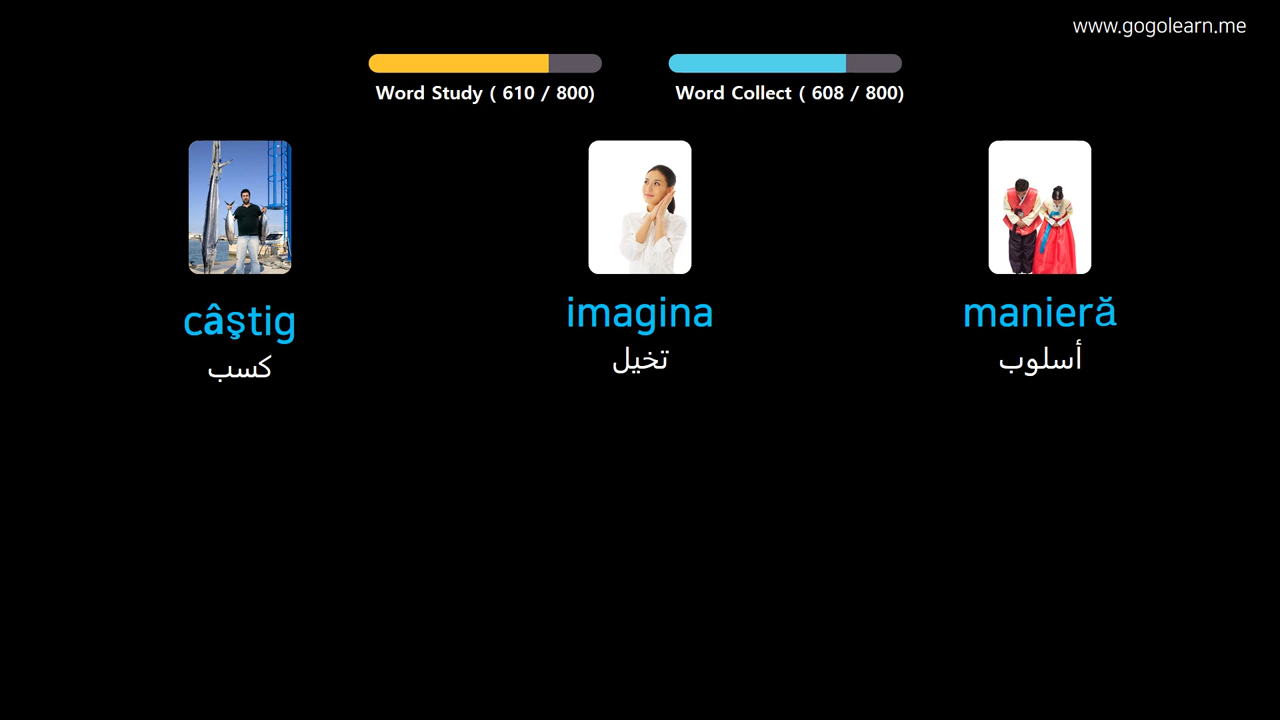 www.gogolearn.me
Word Study ( 610 / 800)
Word Collect ( 608 / 800)
câştig
imagina
manieră
كسب
تخيل
أسلوب